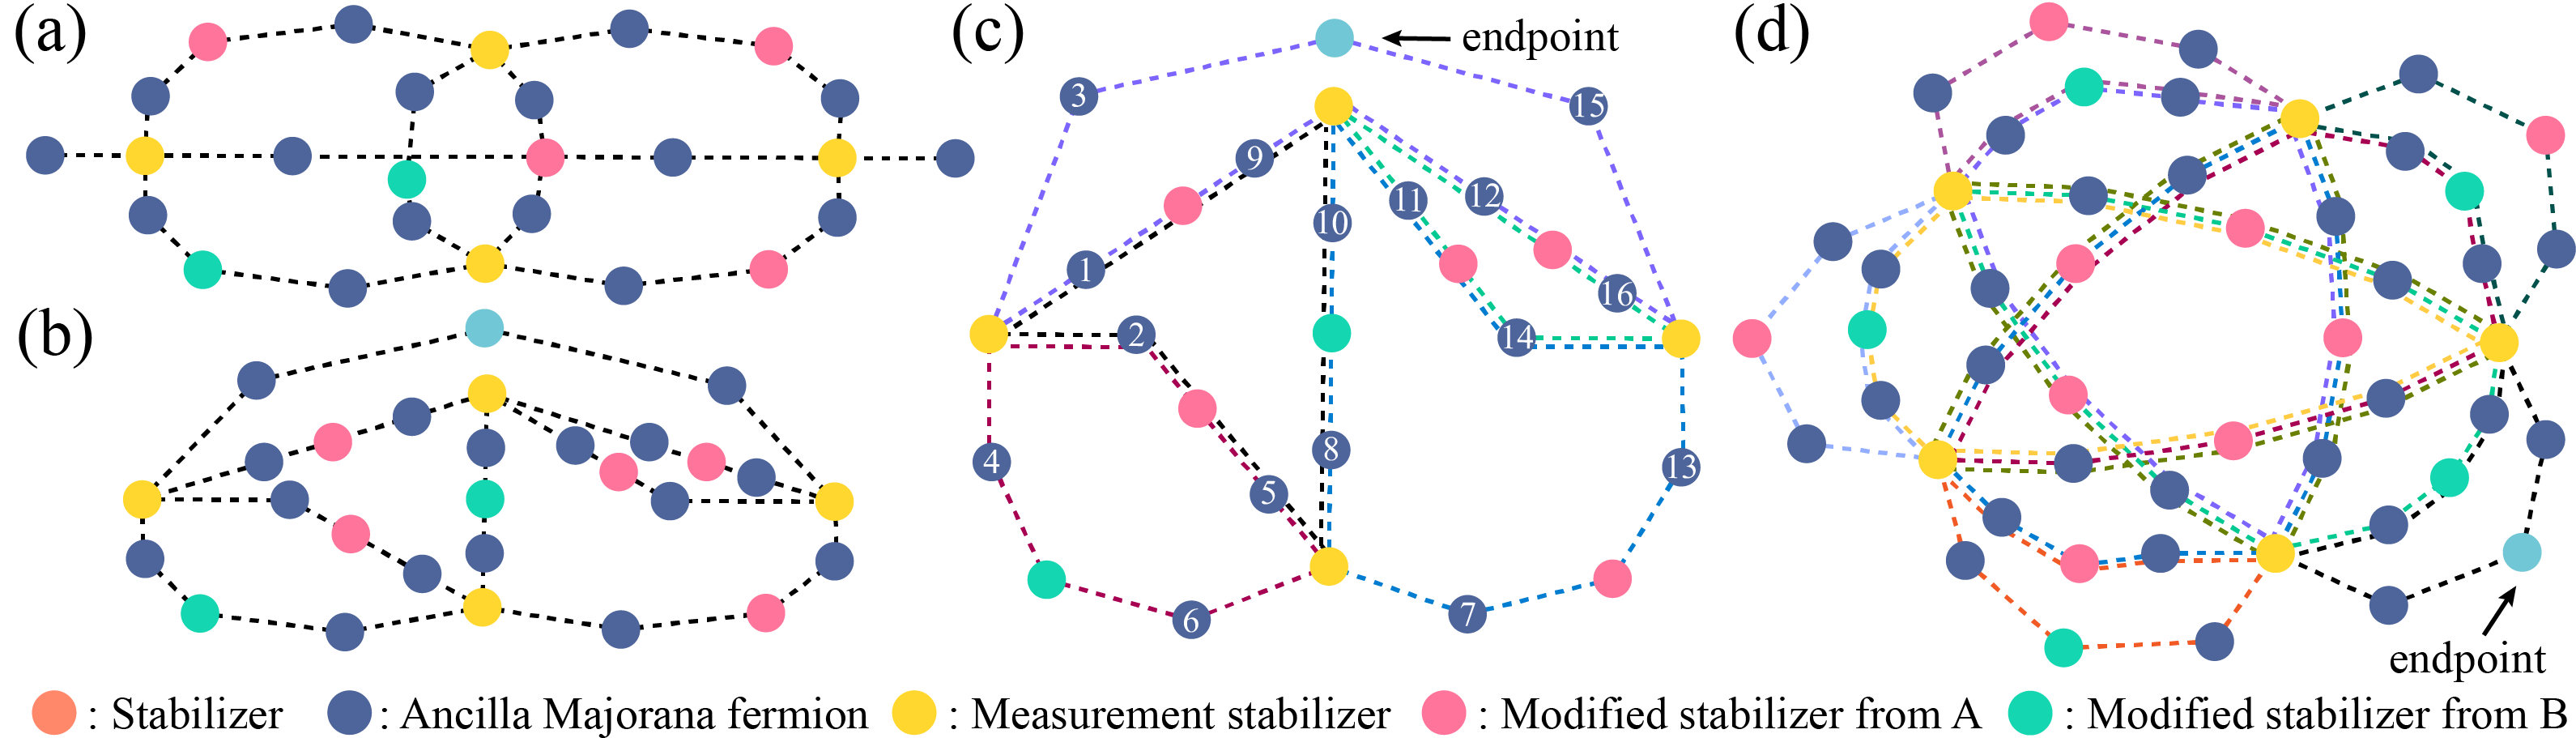 (a)
(b)
(c)
endpoint
3
15
9
12
11
10
1
16
2
14
8
4
5
13
6
7
(d)
endpoint
: Stabilizer
: Ancilla Majorana fermion
: Measurement stabilizer
: Modified stabilizer from A
: Modified stabilizer from B